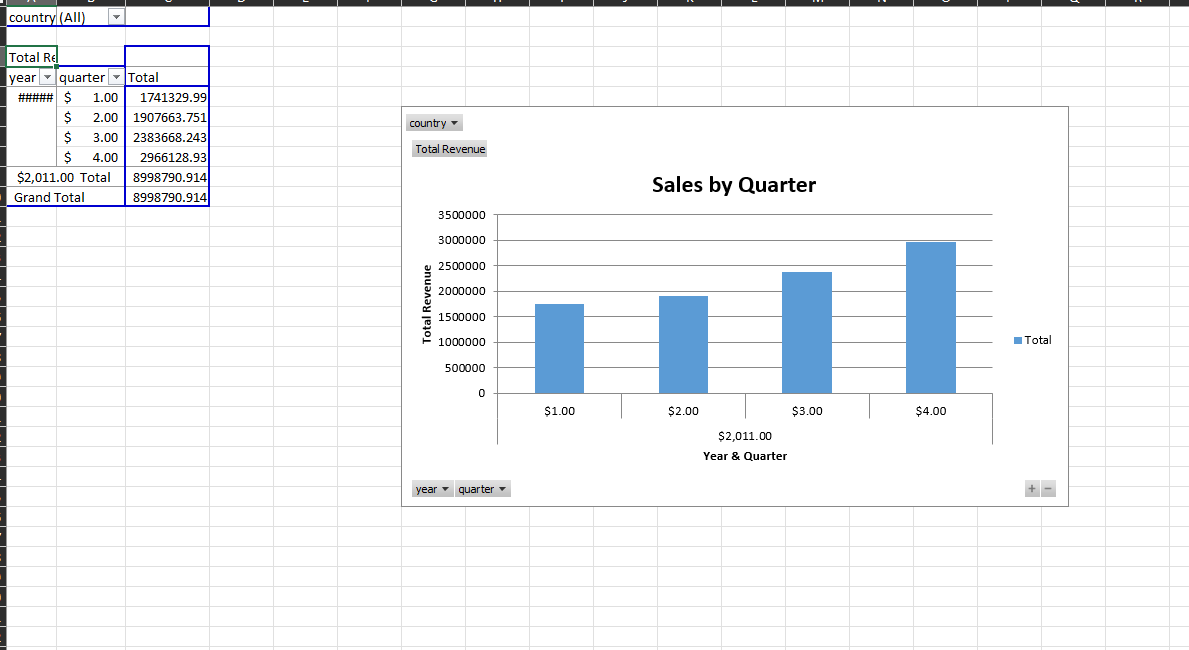 country (All)
Total Re
year quarter Total
##### $ 1.00 1741329.99
$ 2.00 1907663.751
$ 3.00 2383668.243
$ 4.00 2966128.93
$2,011.00 Total 8998790.914
Grand Total 8998790.914
country
Total Revenue
Sales by Quarter
3500000
3000000
2500000
2000000
1500000
1000000
500000
0
Total Revenue
$1.00 $2.00 $3.00 $4.00
$2,011.00
Year & Quarter
Total
year quarter
+ −